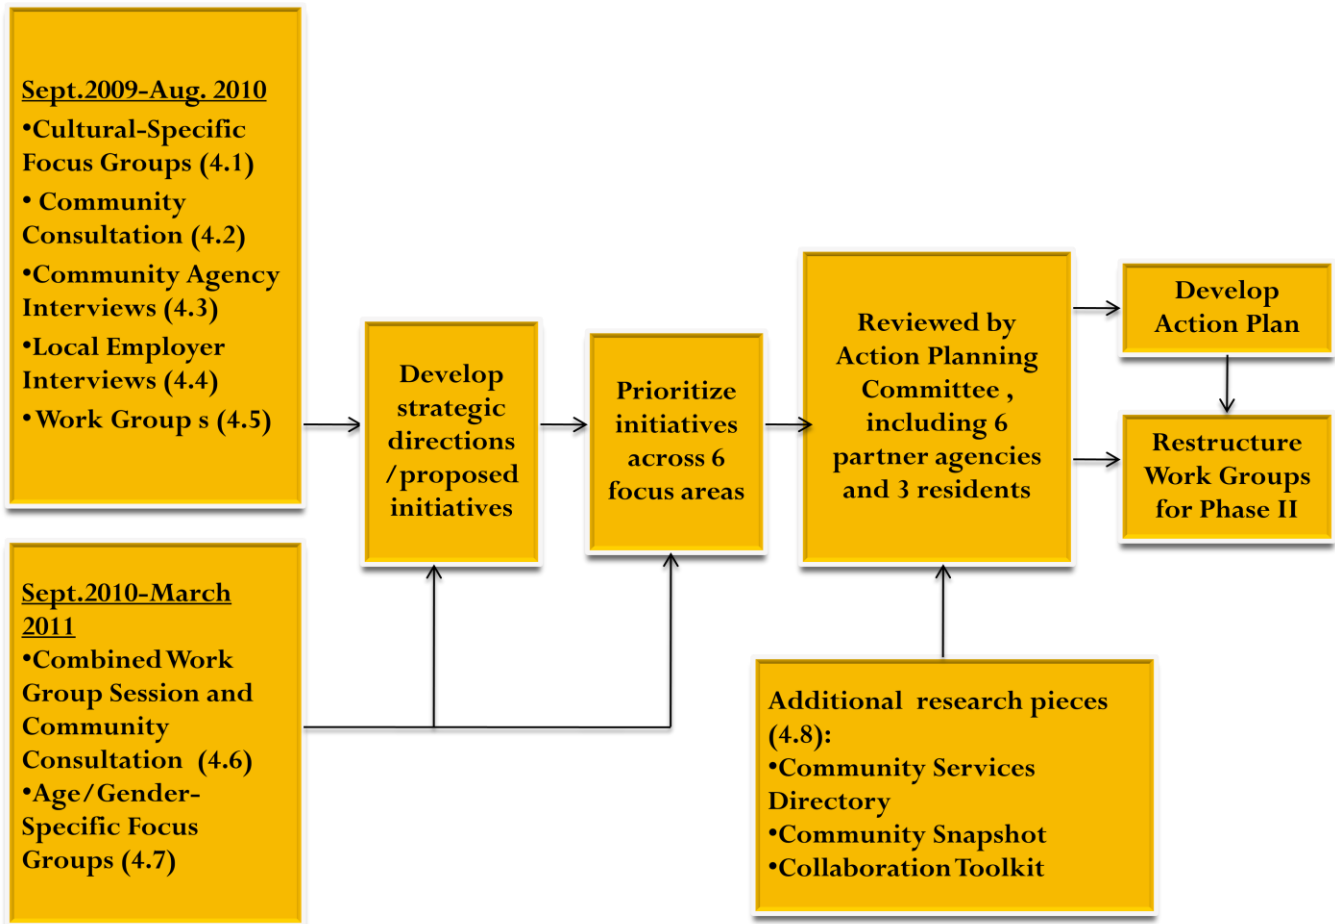 Sept.2009-Aug. 2010
•Cultural-Specific
Focus Groups (4.1)
• Community
Consultation (4.2)
•Community Agency
Interviews (4.3)
•Local Employer
Interviews (4.4)
•Work Group s (4.5)
Sept.2010-March
2011
•Combined Work
Group Session and
Community
Consultation (4.6)
•Age/Gender-
Specific Focus
Groups (4.7)
Develop
strategic
directions
/proposed
initiatives
Prioritize
initiatives
across 6
focus areas
Reviewed by
Action Planning
Committee ,
including 6
partner agencies
and 3 residents
Additional research pieces
(4.8):
•Community Services
Directory
•Community Snapshot
•Collaboration Toolkit
Develop
Action Plan
Restructure
Work Groups
for Phase II